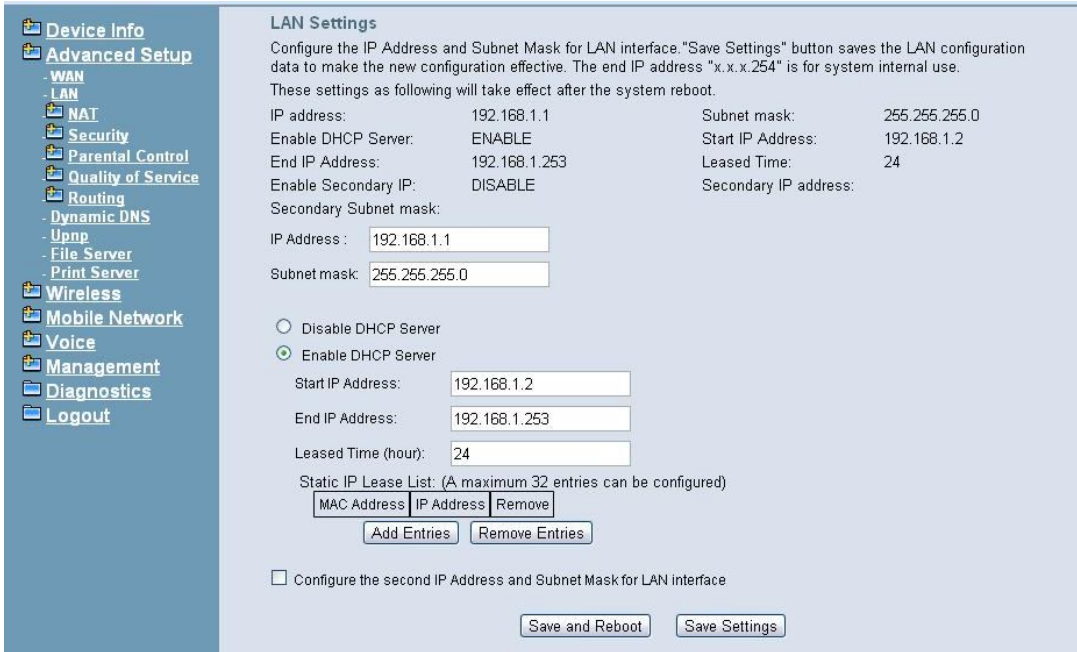 Device Info
Advanced Setup
- WAN
- LAN
NAT
Security
Parental Control
Quality of Service
Routing
- Dynamic DNS
- Upnp
- File Server
- Print Server
Wireless
Mobile Network
Voice
Management
Diagnostics
Logout
LAN Settings
Configure the IP Address and Subnet Mask for LAN interface."Save Settings" button saves the LAN configuration
data to make the new configuration effective. The end IP address "x.x.x.254" is for system internal use.
These settings as following will take effect after the system reboot.
IP address: 192.168.1.1 Subnet mask: 255.255.255.0
Enable DHCP Server: ENABLE Start IP Address: 192.168.1.2
End IP Address: 192.168.1.253 Leased Time: 24
Enable Secondary IP: DISABLE Secondary IP address:
Secondary Subnet mask:
IP Address : 192.168.1.1
Subnet mask: 255.255.255.0
Disable DHCP Server
Enable DHCP Server
Start IP Address: 192.168.1.2
End IP Address: 192.168.1.253
Leased Time (hour): 24
Static IP Lease List: (A maximum 32 entries can be configured)
MAC Address IP Address Remove
Add Entries Remove Entries
Configure the second IP Address and Subnet Mask for LAN interface
Save and Reboot Save Settings